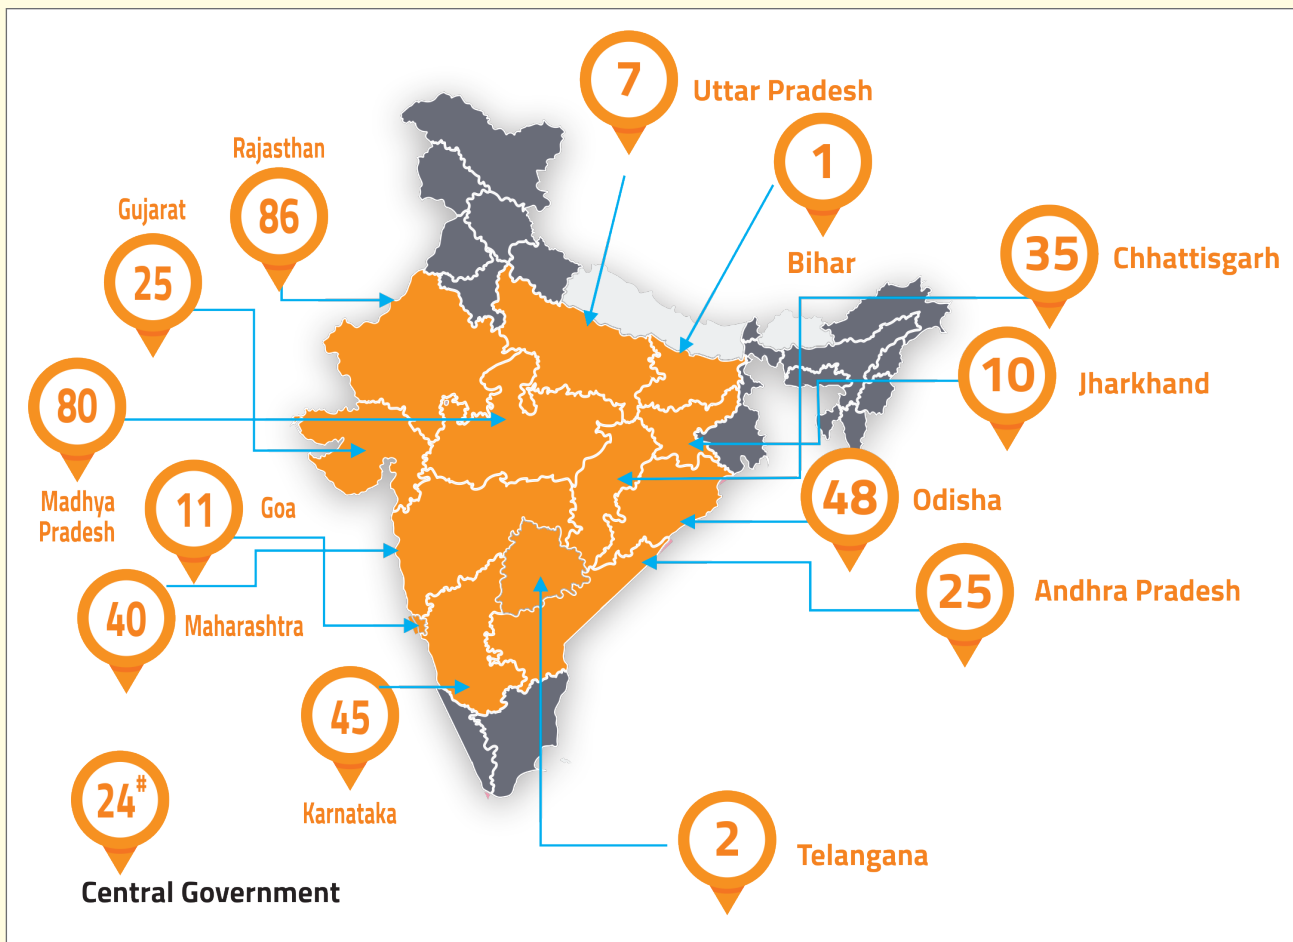 7
Uttar Pradesh
1
Bihar
Rajasthan
86
Gujarat
25
35
Chhattisgarh
10
Jharkhand
80
Madhya
Pradesh
11
Goa
48
Odisha
25
Andhra Pradesh
40
Maharashtra
45
Karnataka
24#
Central Government
2
Telangana